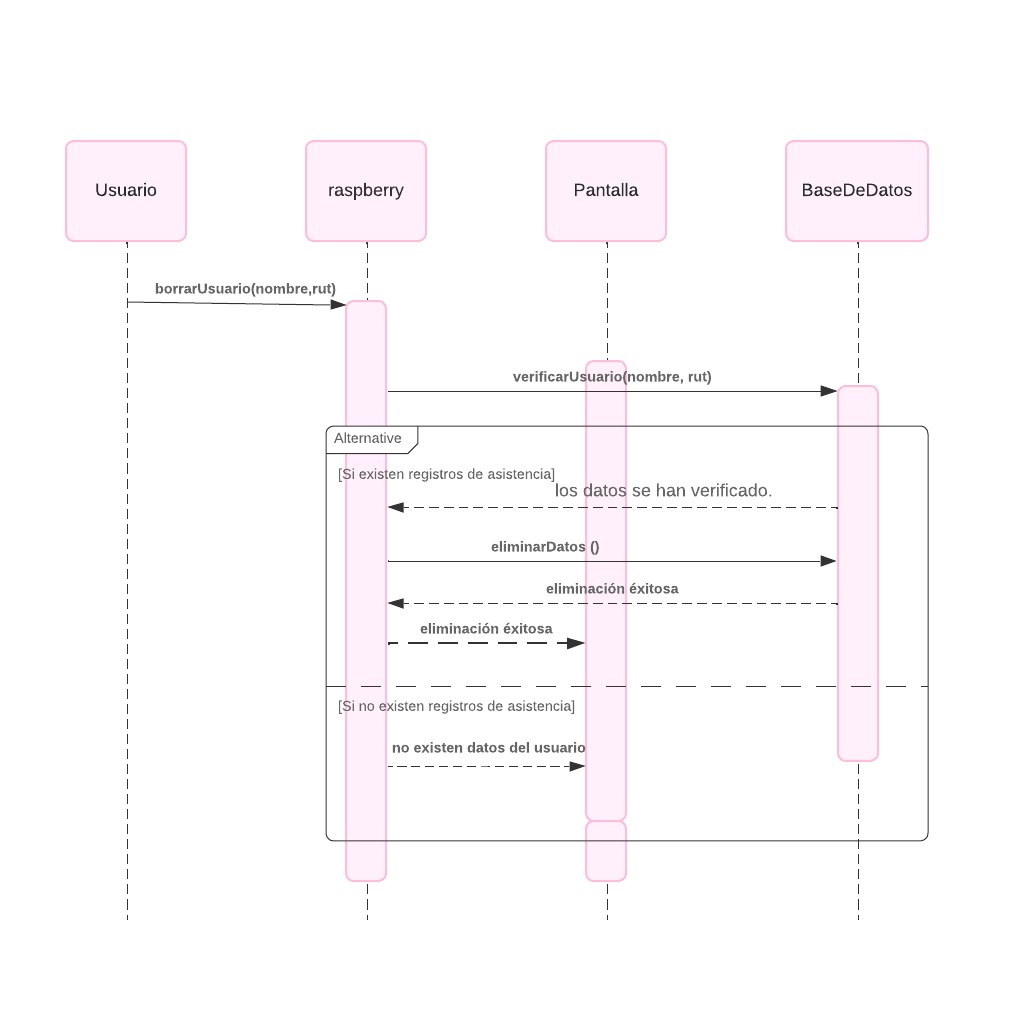 Usuario
raspberry
Pantalla
BaseDeDatos
borrarUsuario(nombre,rut)
verificarUsuario(nombre, rut)
Alternative
[Si existen registros de asistencia]
los datos se han verificado.
eliminarDatos ()
eliminación éxitosa
eliminación éxitosa
[Si no existen registros de asistencia]
no existen datos del usuario